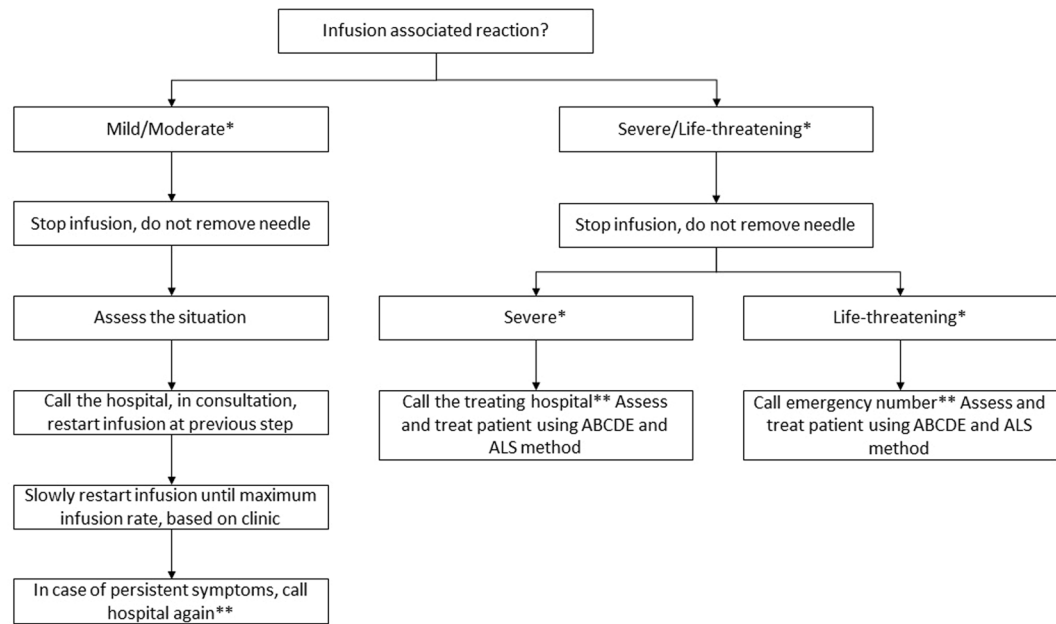 Infusion associated reaction?
Mild/Moderate*
Severe/Life-threatening*
Stop infusion, do not remove needle
Stop infusion, do not remove needle
Assess the situation
Severe*
Life-threatening*
Call the hospital, in consultation,
restart infusion at previous step
Call the treating hospital** Assess
and treat patient using ABCDE and
ALS method
Call emergency number** Assess and
treat patient using ABCDE and ALS
method
Slowly restart infusion until maximum
infusion rate, based on clinic
In case of persistent symptoms, call
hospital again**